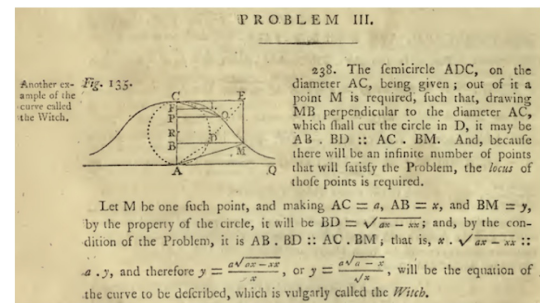 PROBLEM III.
Another ex-
ample of the
curve called
the Witch.
Fig. 135.
C E
F
P
R D
B M
A Q
238. The femicircle ADC, on the
diameter AC, being given; out of it a
point M is required, fuch that, drawing
MB perpendicular to the diameter AC,
which fhall cut the circle in D, it may be
AB . BD :: AC . BM. And, becaufe
there will be an infinite number of points
that will fatisfy the Problem, the locus of
thofe points is required.
Let M be one fuch point, and making AC = a, AB = x, and BM = y,
by the property of the circle, it will be BD = √ax − xx; and, by the con-
dition of the Problem, it is AB . BD :: AC . BM; that is, x . √ax − xx ::
a . y, and therefore y = a√ax − xx / x, or y = a√a − x / √x, will be the equation of
the curve to be defcribed, which is vulgarly called the Witch.